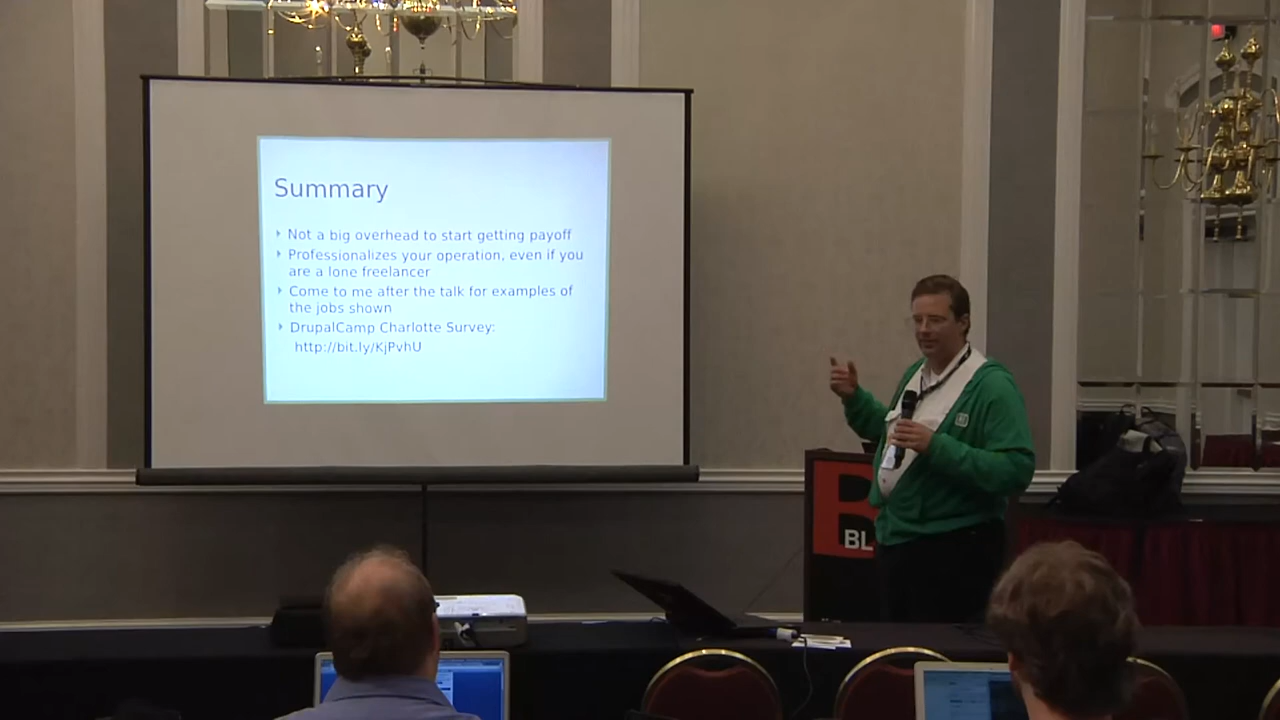 Summary
Not a big overhead to start getting payoff
Professionalizes your operation, even if you
are a lone freelancer
Come to me after the talk for examples of
the jobs shown
DrupalCamp Charlotte Survey:
http://bit.ly/KjPvhU
B
BL